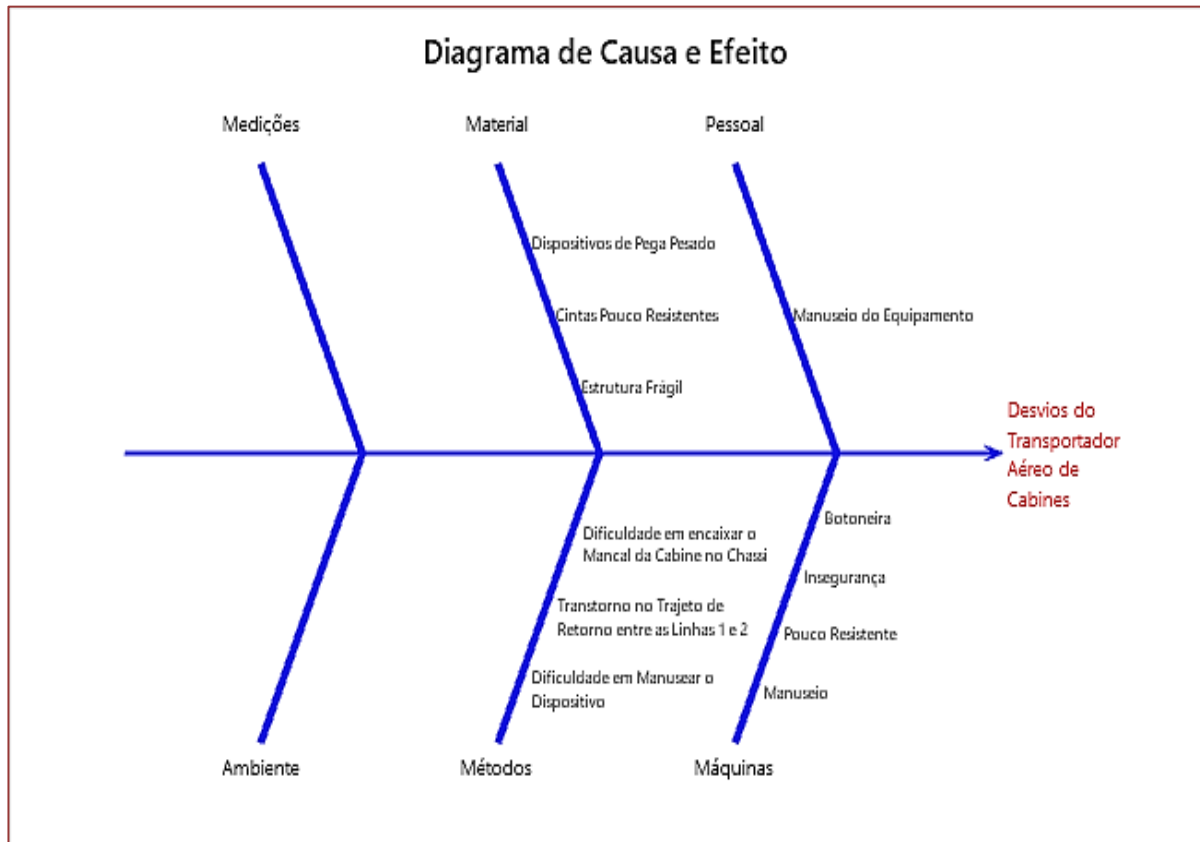 Diagrama de Causa e Efeito
Medições
Material
Pessoal
Dispositivos de Pega Pesado
Cintas Pouco Resistentes
Manuseio do Equipamento
Estrutura Frágil
Desvios do
Transportador
Aéreo de
Cabines
Botoneira
Dificuldade em encaixar o
Mancal da Cabine no Chassi
Insegurança
Transtorno no Trajeto de
Retorno entre as Linhas 1 e 2
Pouco Resistente
Dificuldade em Manusear o
Dispositivo
Manuseio
Ambiente
Métodos
Máquinas